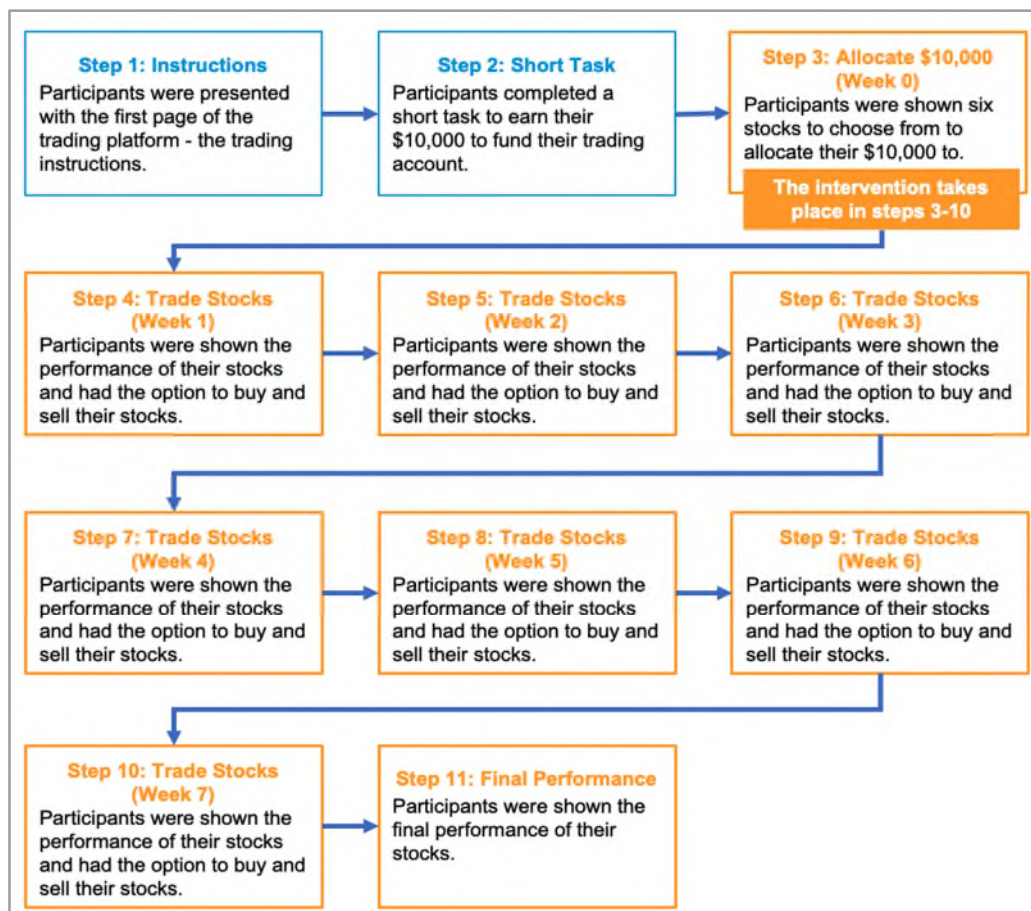 Step 1: Instructions
Participants were presented
with the first page of the
trading platform - the trading
instructions.
Step 2: Short Task
Participants completed a
short task to earn their
$10,000 to fund their trading
account.
Step 3: Allocate $10,000
(Week 0)
Participants were shown six
stocks to choose from to
allocate their $10,000 to.
The intervention takes
place in steps 3-10
Step 4: Trade Stocks
(Week 1)
Participants were shown the
performance of their stocks
and had the option to buy and
sell their stocks.
Step 5: Trade Stocks
(Week 2)
Participants were shown the
performance of their stocks
and had the option to buy and
sell their stocks.
Step 6: Trade Stocks
(Week 3)
Participants were shown the
performance of their stocks
and had the option to buy and
sell their stocks.
Step 7: Trade Stocks
(Week 4)
Participants were shown the
performance of their stocks
and had the option to buy and
sell their stocks.
Step 8: Trade Stocks
(Week 5)
Participants were shown the
performance of their stocks
and had the option to buy and
sell their stocks.
Step 9: Trade Stocks
(Week 6)
Participants were shown the
performance of their stocks
and had the option to buy and
sell their stocks.
Step 10: Trade Stocks
(Week 7)
Participants were shown the
performance of their stocks
and had the option to buy and
sell their stocks.
Step 11: Final Performance
Participants were shown the
final performance of their
stocks.